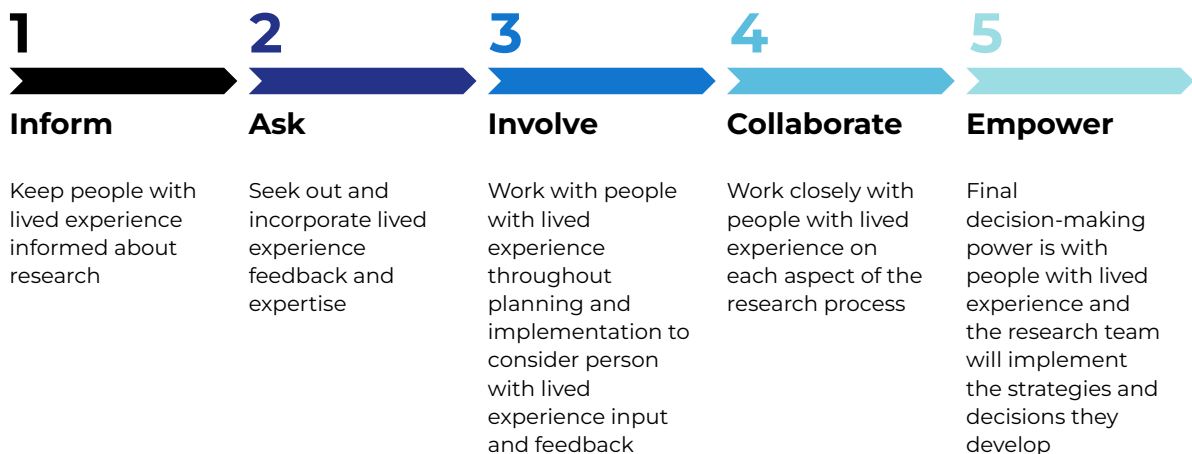 1
Inform
Keep people with
lived experience
informed about
research
2
Ask
Seek out and
incorporate lived
experience
feedback and
expertise
3
Involve
Work with people
with lived
experience
throughout
planning and
implementation to
consider person
with lived
experience input
and feedback
4
Collaborate
Work closely with
people with lived
experience on
each aspect of the
research process
5
Empower
Final
decision-making
power is with
people with lived
experience and
the research team
will implement
the strategies and
decisions they
develop